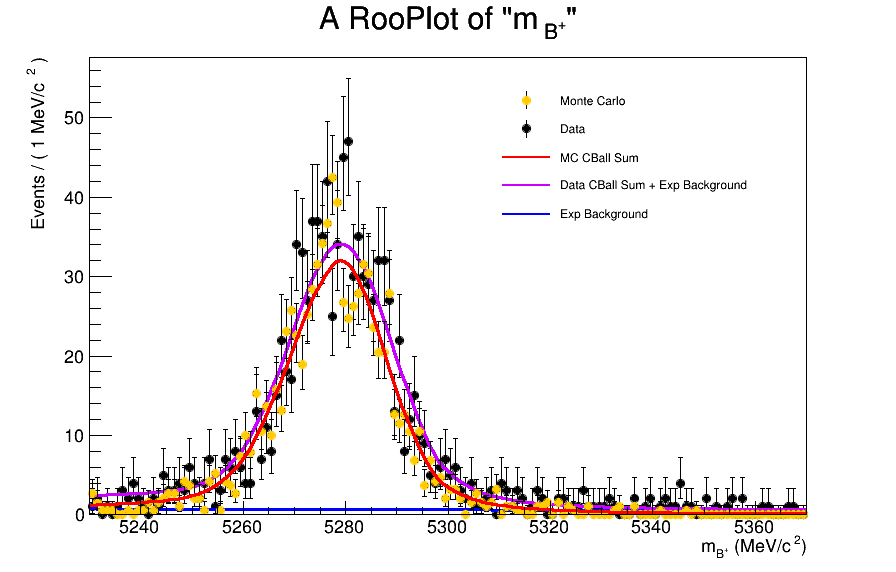 A RooPlot of "m B+"
Events / ( 1 MeV/c 2 )
50
40
30
20
10
0
Monte Carlo
Data
MC CBall Sum
Data CBall Sum + Exp Background
Exp Background
5240 5260 5280 5300 5320 5340 5360
m B+ (MeV/c 2)